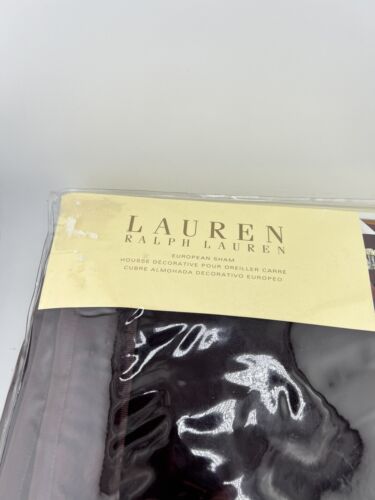 LAUREN
RALPH LAUREN
EUROPEAN SHAM
HOUSSE DÉCORATIVE POUR OREILLER CARRÉ
CUBRE ALMOHADA DECORATIVO EUROPEO